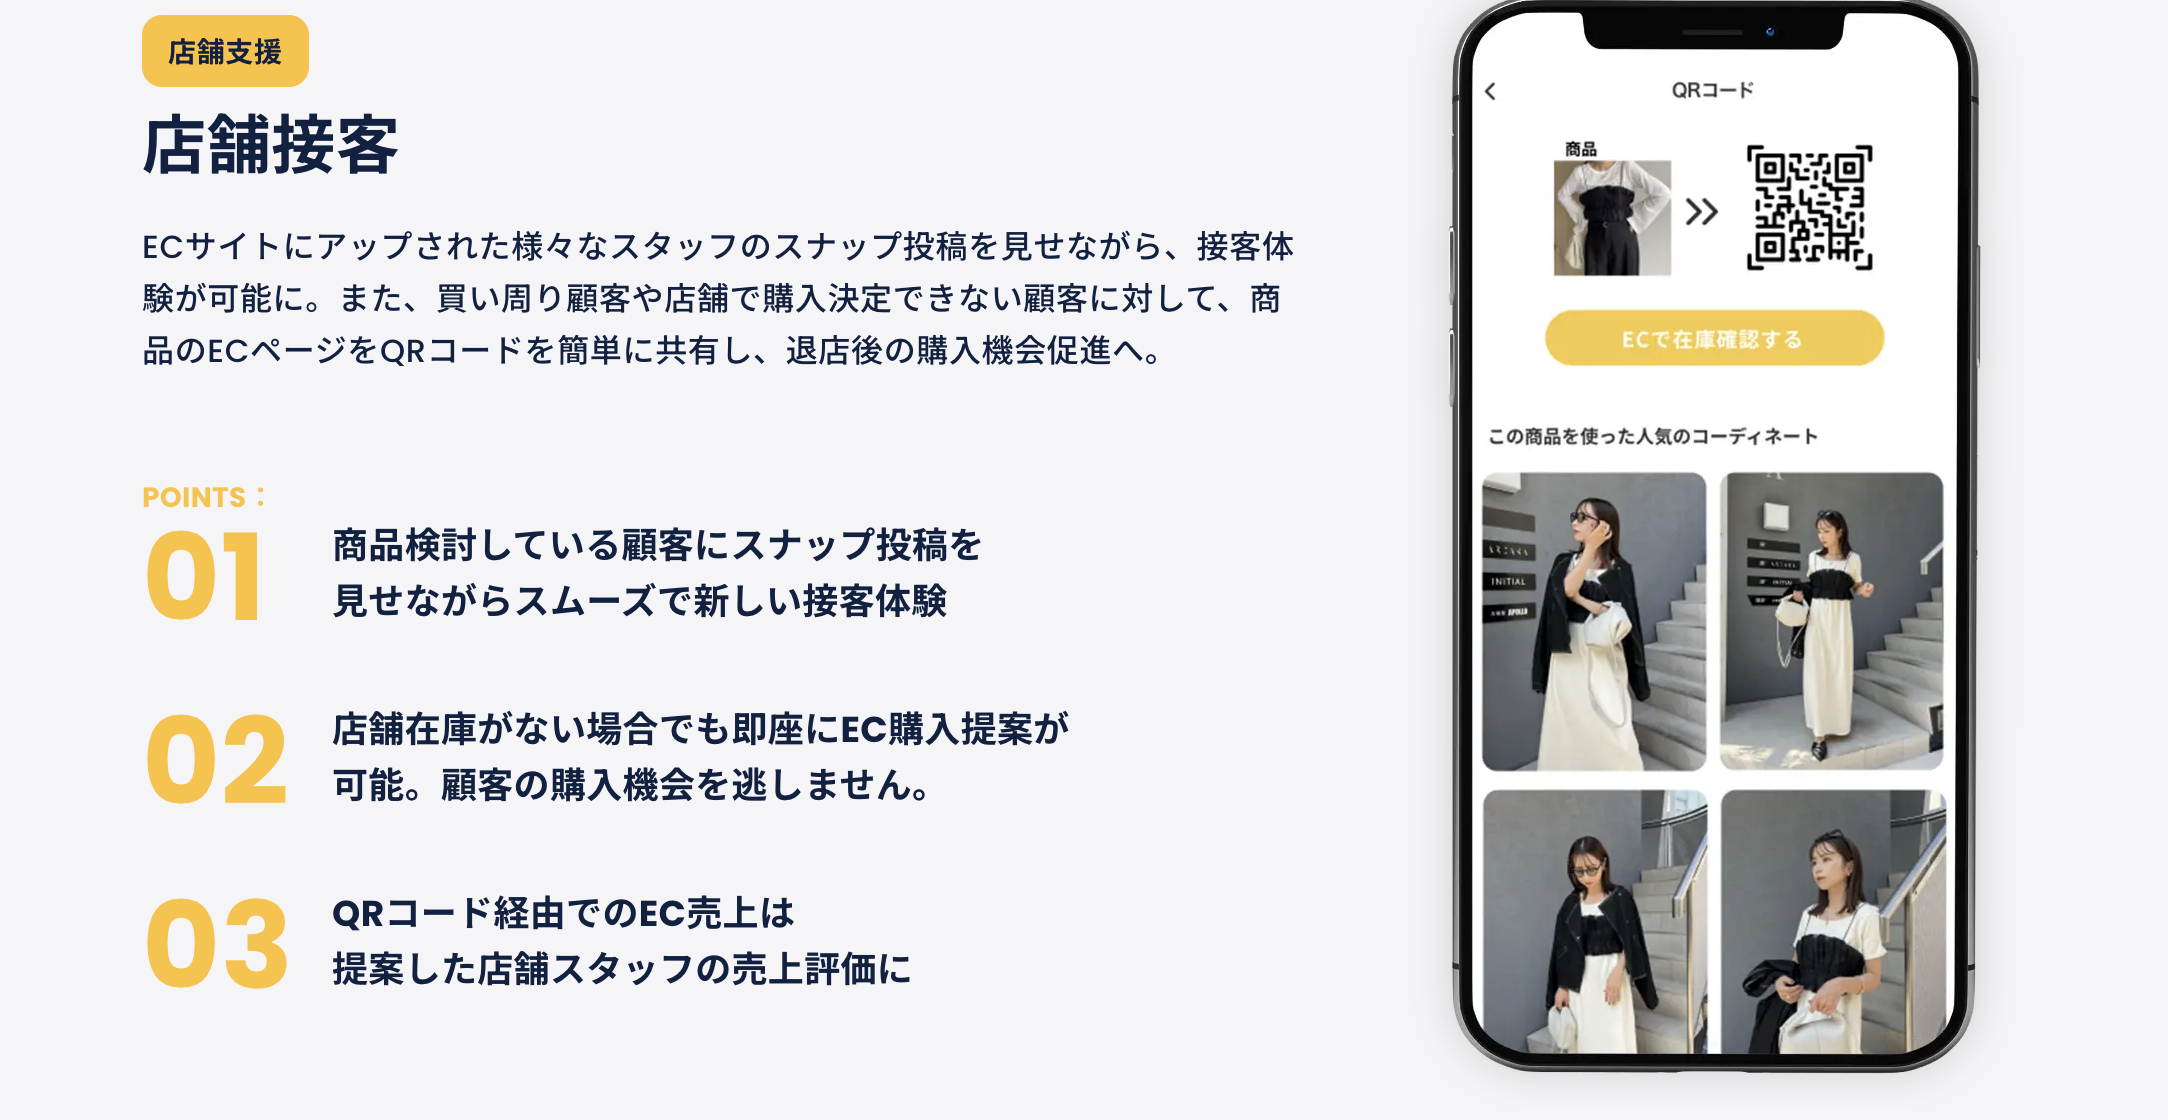 店舗支援
店舗接客
ECサイトにアップされた様々なスタッフのスナップ投稿を見せながら、接客体
験が可能に。また、買い周り顧客や店舗で購入決定できない顧客に対して、商
品のECページをQRコードを簡単に共有し、退店後の購入機会促進へ。
POINTS：
01
商品検討している顧客にスナップ投稿を
見せながらスムーズで新しい接客体験
02
店舗在庫がない場合でも即座にEC購入提案が
可能。顧客の購入機会を逃しません。
03
QRコード経由でのEC売上は
提案した店舗スタッフの売上評価に
QRコード
商品
ECで在庫確認する
この商品を使った人気のコーディネート
INITIAL
APOLLO